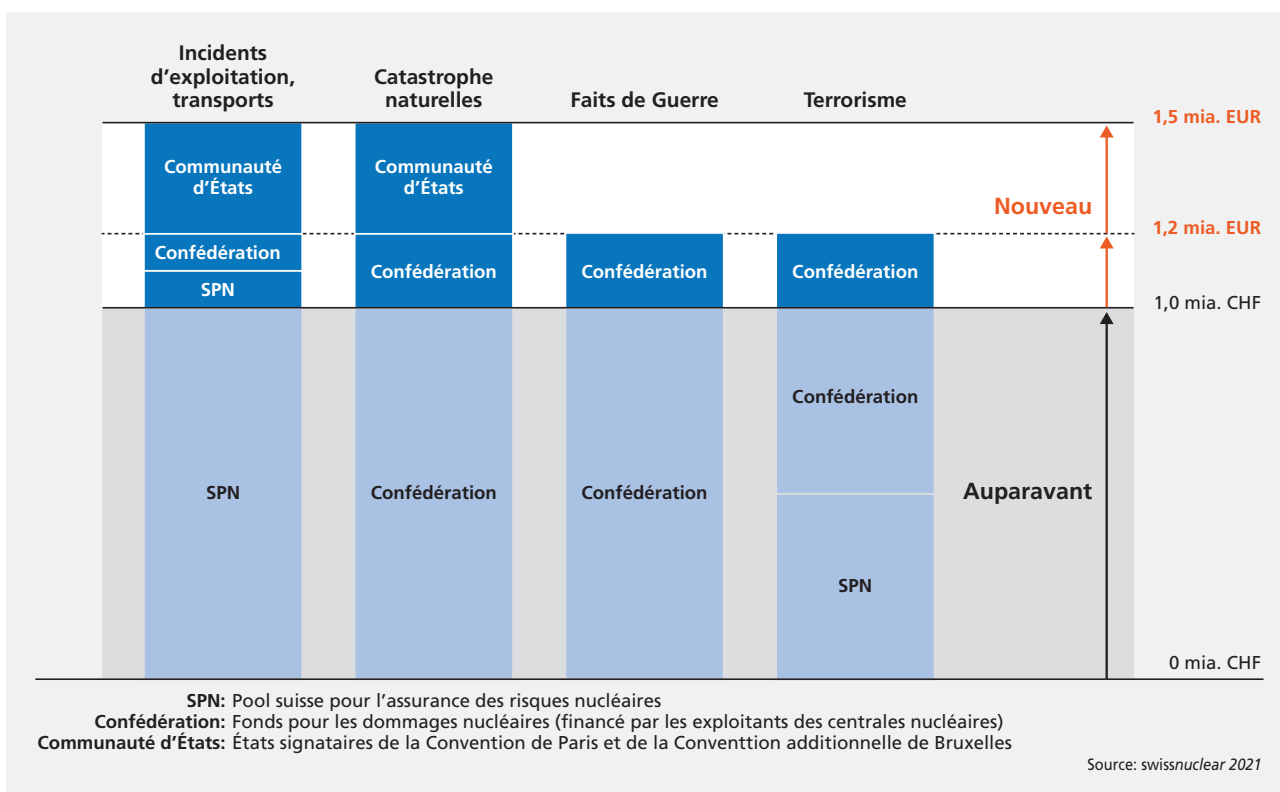 Incidents
d’exploitation,
transports
Catastrophe
naturelles
Faits de Guerre
Terrorisme
1,5 mia. EUR
Communauté
d’États
Communauté
d’États
Nouveau
1,2 mia. EUR
Confédération
SPN
Confédération
Confédération
Confédération
1,0 mia. CHF
Confédération
SPN
Confédération
Confédération
Auparavant
SPN
0 mia. CHF
SPN: Pool suisse pour l’assurance des risques nucléaires
Confédération: Fonds pour les dommages nucléaires (financé par les exploitants des centrales nucléaires)
Communauté d’États: États signataires de la Convention de Paris et de la Conventtion additionnelle de Bruxelles
Source: swissnuclear 2021